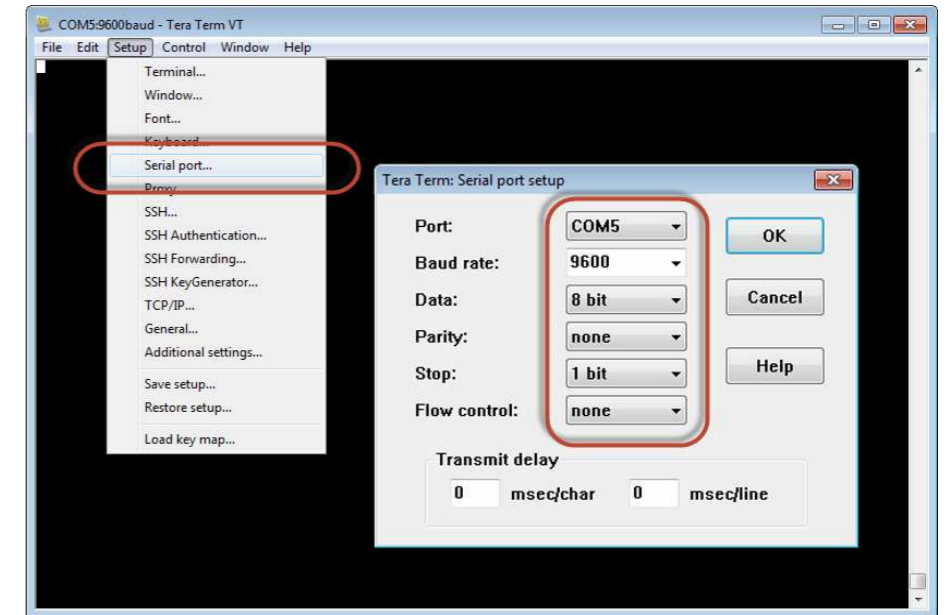 COM5:9600baud - Tera Term VT
File Edit Setup Control Window Help
Terminal...
Window...
Font...
Keyboard...
Serial port...
Proxy...
SSH...
SSH Authentication...
SSH Forwarding...
SSH KeyGenerator...
TCP/IP...
General...
Additional settings...
Save setup...
Restore setup...
Load key map...
Tera Term: Serial port setup
Port: COM5 OK
Baud rate: 9600
Data: 8 bit Cancel
Parity: none
Stop: 1 bit Help
Flow control: none
Transmit delay
0 msec/char 0 msec/line